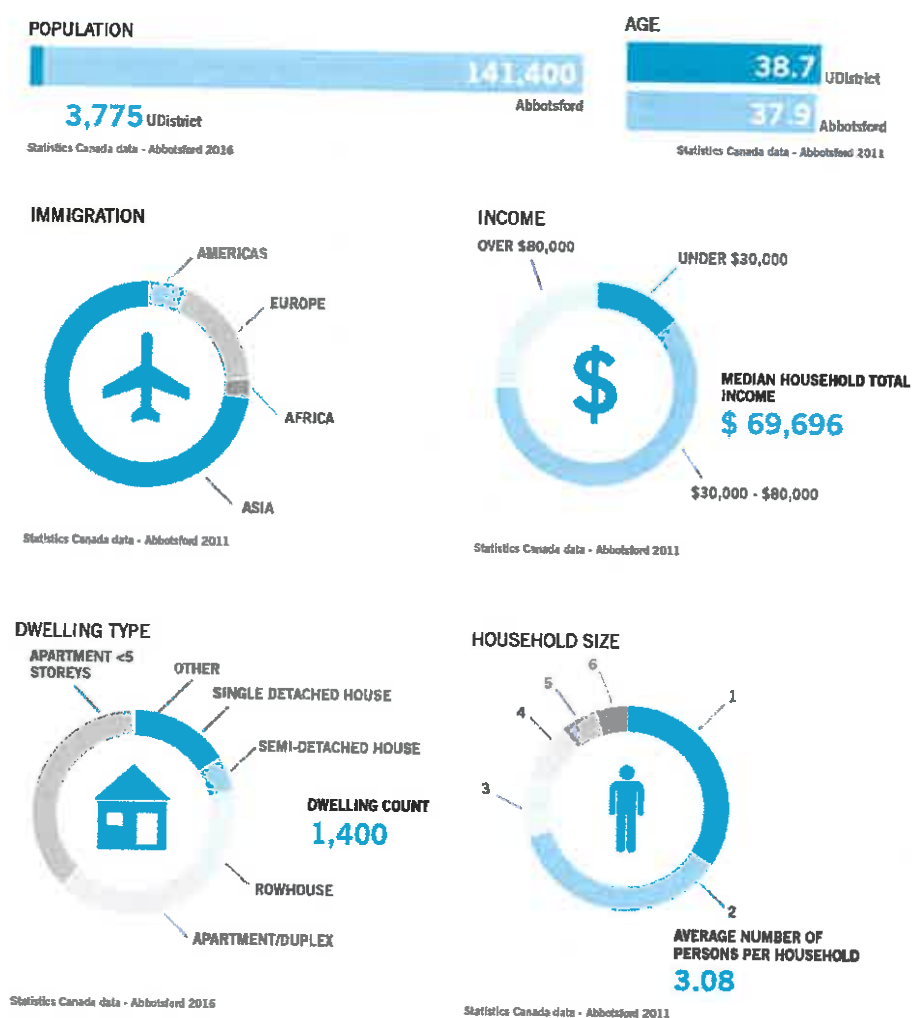 POPULATION
141,400
Abbotsford
3,775 UDistrict
Statistics Canada data - Abbotsford 2016
AGE
38.7 UDistrict
37.9 Abbotsford
Statistics Canada data - Abbotsford 2011
IMMIGRATION
AMERICAS
EUROPE
AFRICA
ASIA
Statistics Canada data - Abbotsford 2011
INCOME
OVER $80,000
UNDER $30,000
$
MEDIAN HOUSEHOLD TOTAL
INCOME
$ 69,696
$30,000 - $80,000
Statistics Canada data - Abbotsford 2011
DWELLING TYPE
APARTMENT <5
STOREYS
OTHER
SINGLE DETACHED HOUSE
SEMI-DETACHED HOUSE
DWELLING COUNT
1,400
ROWHOUSE
APARTMENT/DUPLEX
Statistics Canada data - Abbotsford 2016
HOUSEHOLD SIZE
6
5
4
3
1
2
AVERAGE NUMBER OF
PERSONS PER HOUSEHOLD
3.08
Statistics Canada data - Abbotsford 2011